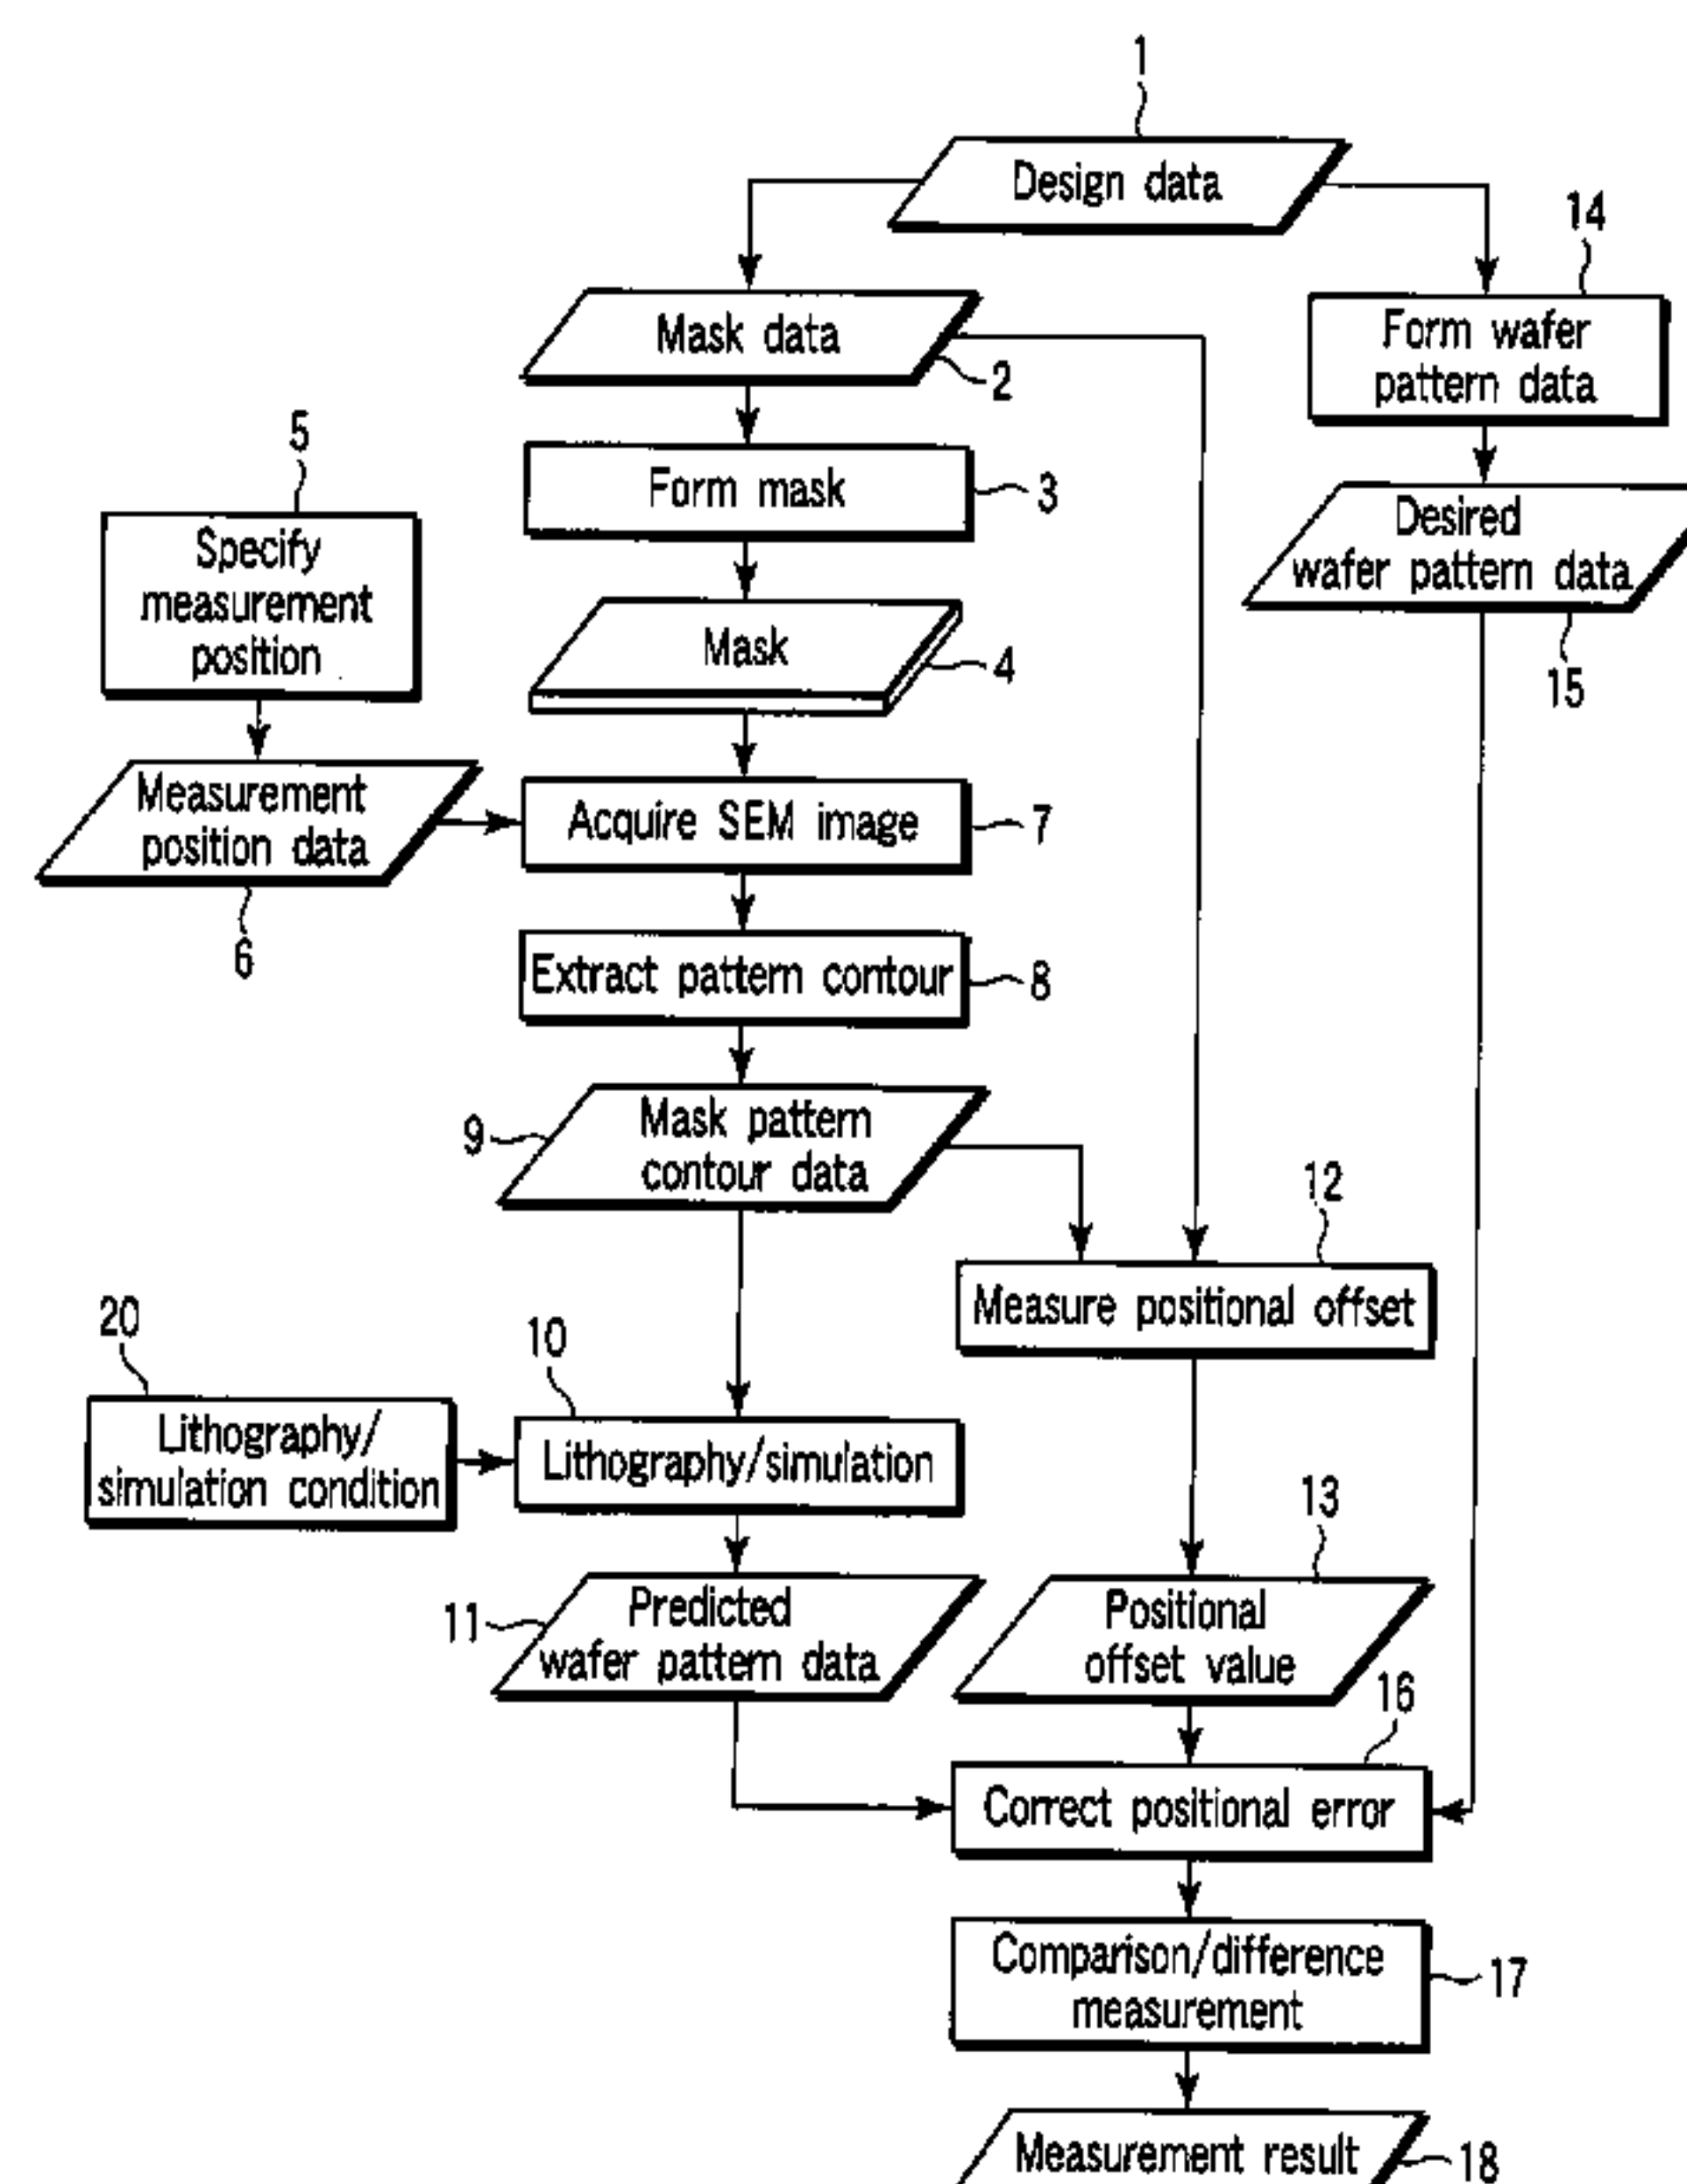 1
Design data
14
Mask data
2
Form wafer
pattern data
5
Form mask
3
Desired
wafer pattern data
15
Specify
measurement
position
Mask
4
Measurement
position data
6
Acquire SEM image
7
Extract pattern contour
8
9
Mask pattern
contour data
12
Measure positional offset
20
Lithography/
simulation condition
10
Lithography/simulation
13
11
Predicted
wafer pattern data
Positional
offset value
16
Correct positional error
Comparison/difference
measurement
17
Measurement result
18